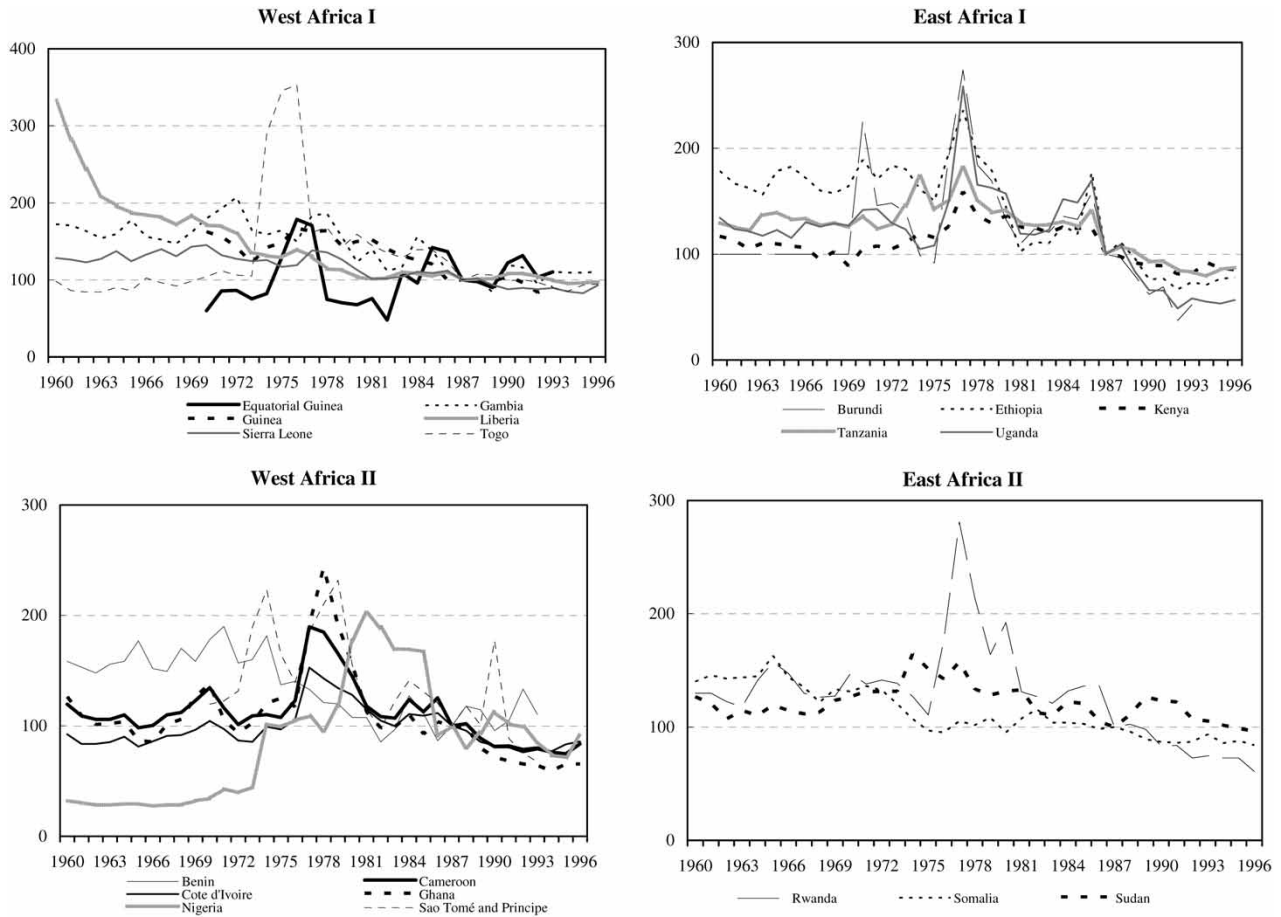 West Africa I
400
300
200
100
0
1960 1963 1966 1969 1972 1975 1978 1981 1984 1987 1990 1993 1996
Equatorial Guinea Gambia
Guinea Liberia
Sierra Leone Togo
East Africa I
300
200
100
0
1960 1963 1966 1969 1972 1975 1978 1981 1984 1987 1990 1993 1996
Burundi Ethiopia Kenya
Tanzania Uganda
West Africa II
300
200
100
0
1960 1963 1966 1969 1972 1975 1978 1981 1984 1987 1990 1993 1996
Benin Cameroon
Cote d'Ivoire Ghana
Nigeria Sao Tomé and Principe
East Africa II
300
200
100
0
1960 1963 1966 1969 1972 1975 1978 1981 1984 1987 1990 1993 1996
Rwanda Somalia Sudan